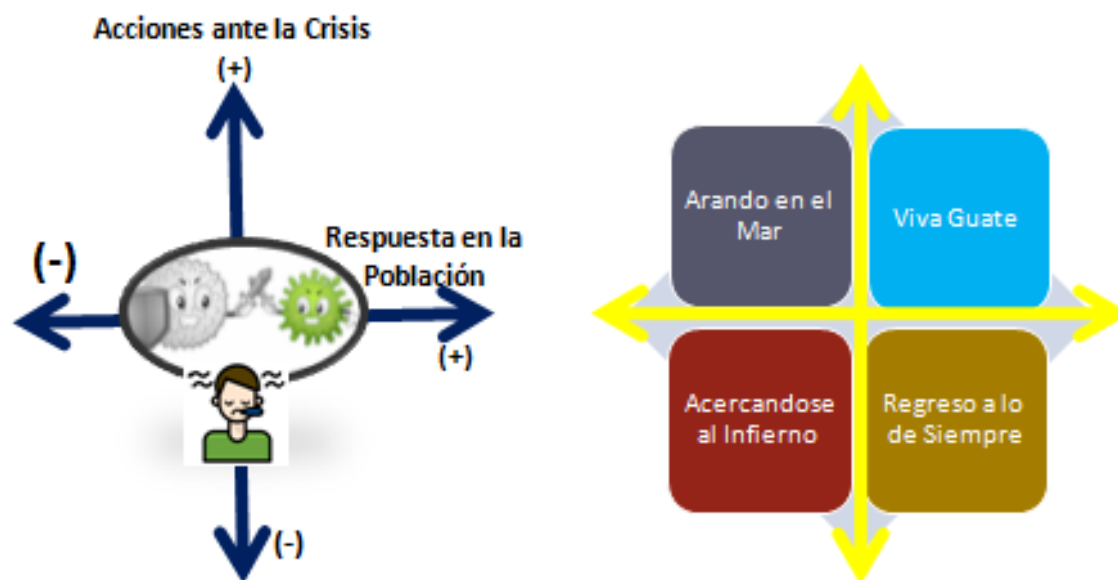 Acciones ante la Crisis
(+)
(-)
Respuesta en la
Población
(+)
(-)
Arando en el
Mar
Viva Guate
Acercandose
al Infierno
Regreso a lo
de Siempre